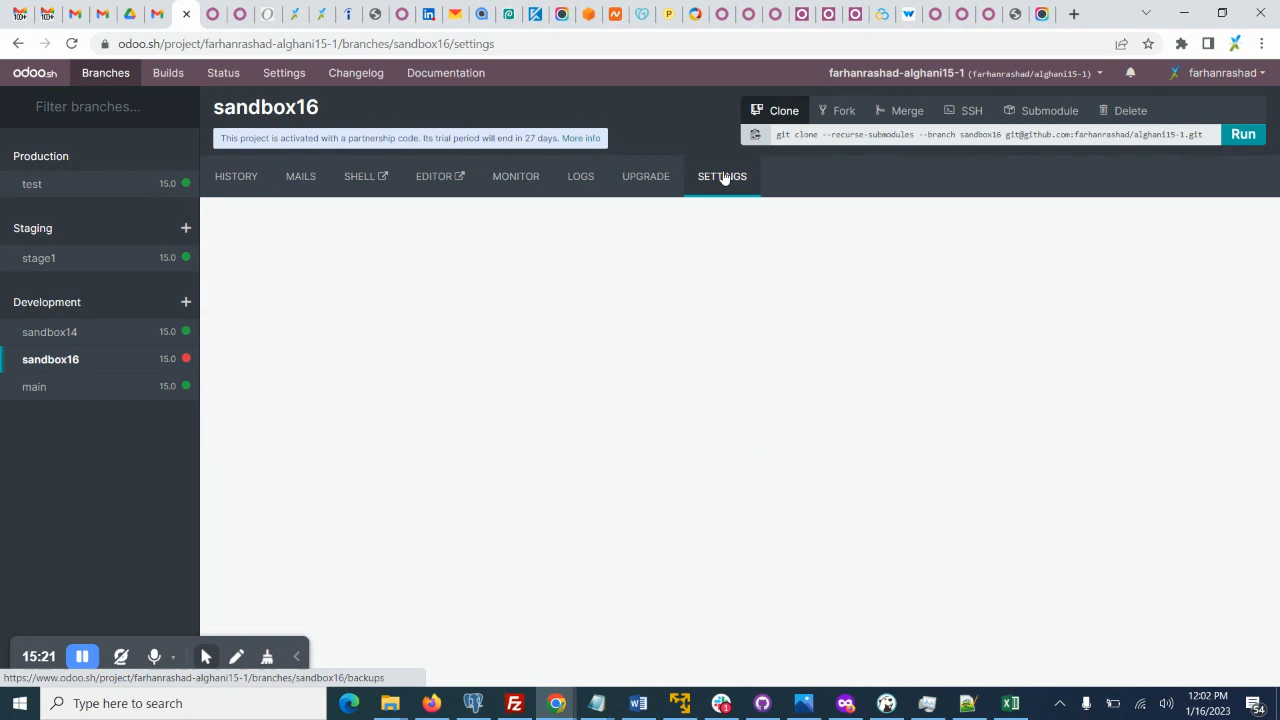 100+
100+
odoo.sh/project/farhanrashad-alghani15-1/branches/sandbox16/settings
odoo.sh
Branches
Builds
Status
Settings
Changelog
Documentation
farhanrashad-alghani15-1 (farhanrashad/alghani15-1)
farhanrashad
Filter branches...
sandbox16
Clone
Fork
Merge
SSH
Submodule
Delete
This project is activated with a partnership code. Its trial period will end in 27 days. More info
git clone --recurse-submodules --branch sandbox16 git@github.com:farhanrashad/alghani15-1.git
Run
HISTORY
MAILS
SHELL
EDITOR
MONITOR
LOGS
UPGRADE
SETTINGS
Production
test 15.0
Staging +
stage1 15.0
Development +
sandbox14 15.0
sandbox16 15.0
main 15.0
15:21
https://www.odoo.sh/project/farhanrashad-alghani15-1/branches/sandbox16/backups
Type here to search
12:02 PM
1/16/2023
54